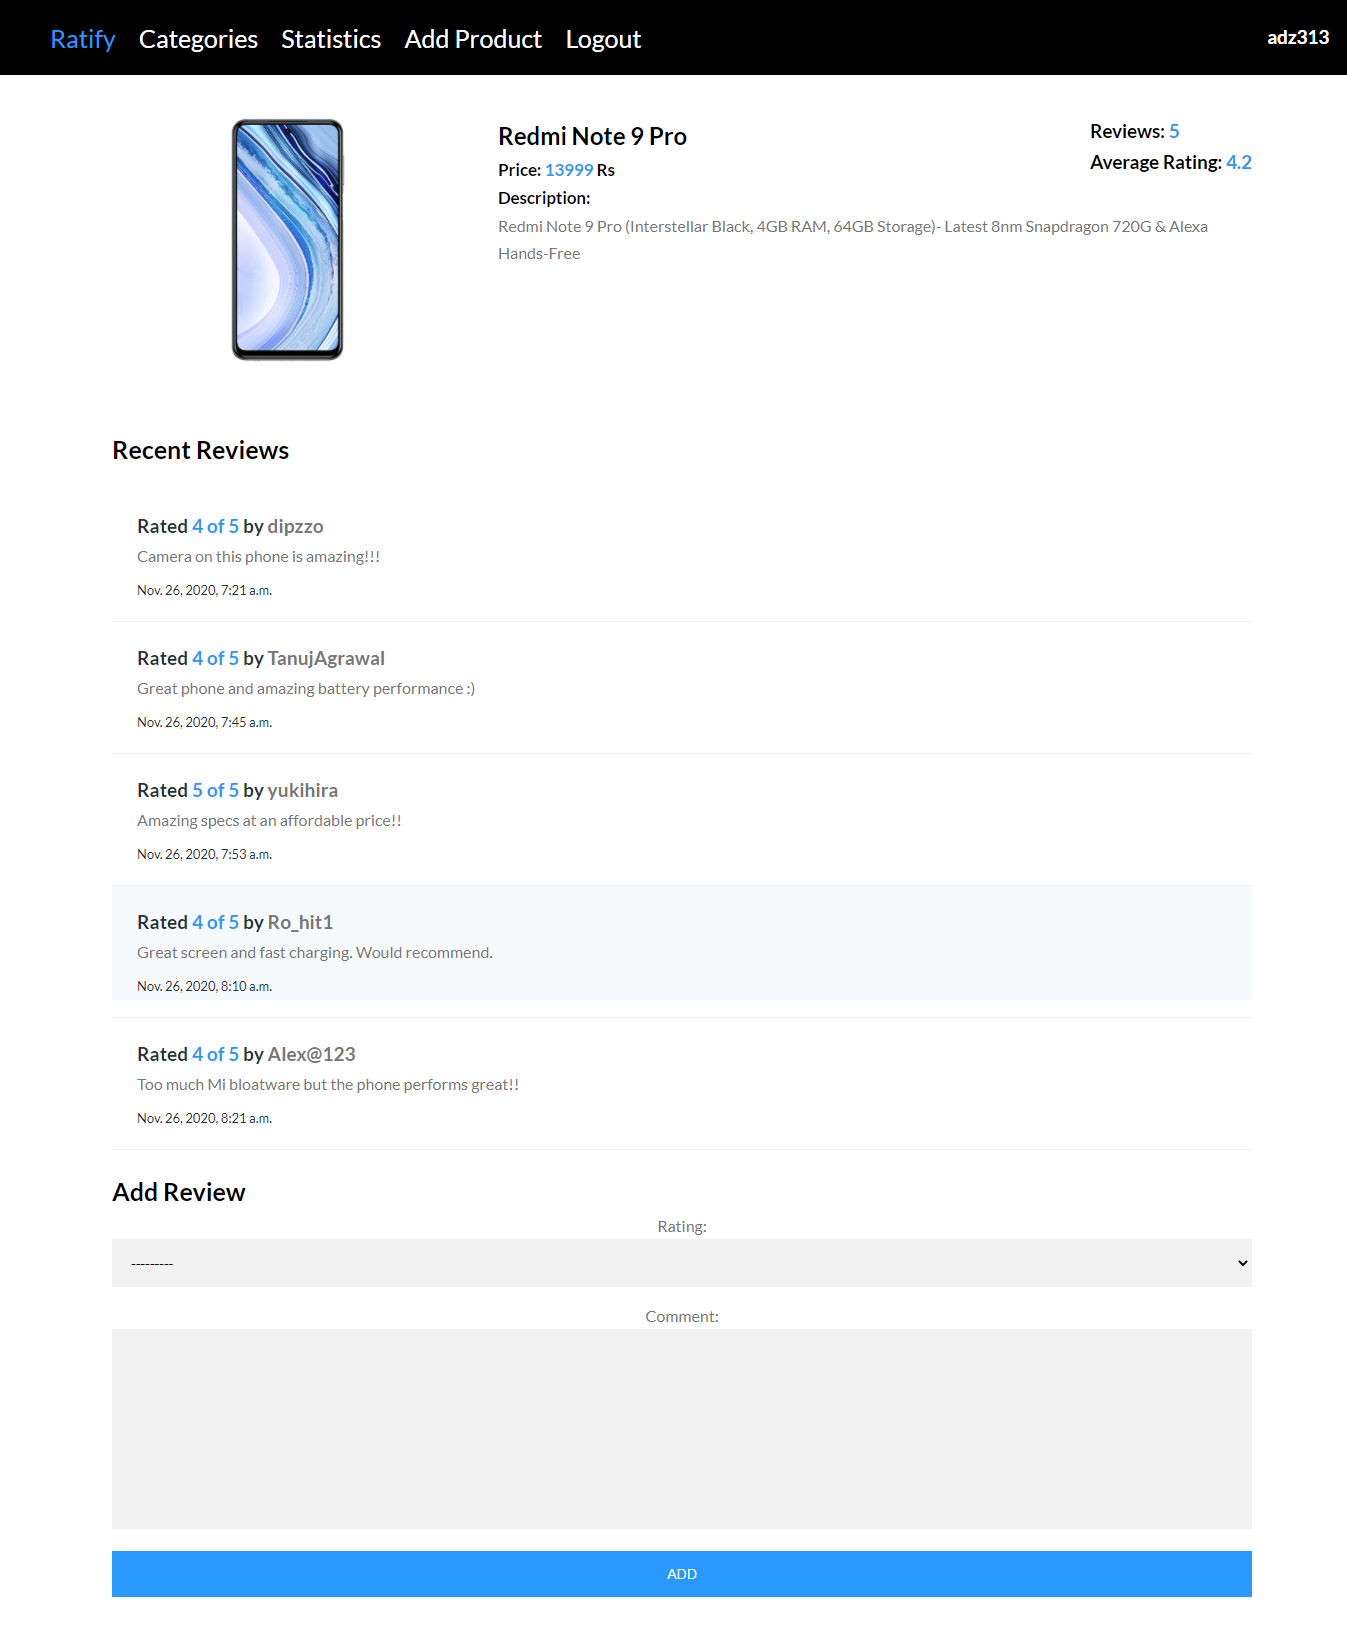 Ratify Categories Statistics Add Product Logout adz313
Redmi Note 9 Pro
Price: 13999 Rs
Description:
Redmi Note 9 Pro (Interstellar Black, 4GB RAM, 64GB Storage)- Latest 8nm Snapdragon 720G & Alexa
Hands-Free
Reviews: 5
Average Rating: 4.2
Recent Reviews
Rated 4 of 5 by dipzzo
Camera on this phone is amazing!!!
Nov. 26, 2020, 7:21 a.m.
Rated 4 of 5 by TanujAgrawal
Great phone and amazing battery performance :)
Nov. 26, 2020, 7:45 a.m.
Rated 5 of 5 by yukihira
Amazing specs at an affordable price!!
Nov. 26, 2020, 7:53 a.m.
Rated 4 of 5 by Ro_hit1
Great screen and fast charging. Would recommend.
Nov. 26, 2020, 8:10 a.m.
Rated 4 of 5 by Alex@123
Too much Mi bloatware but the phone performs great!!
Nov. 26, 2020, 8:21 a.m.
Add Review
Rating:
---------
Comment:
ADD